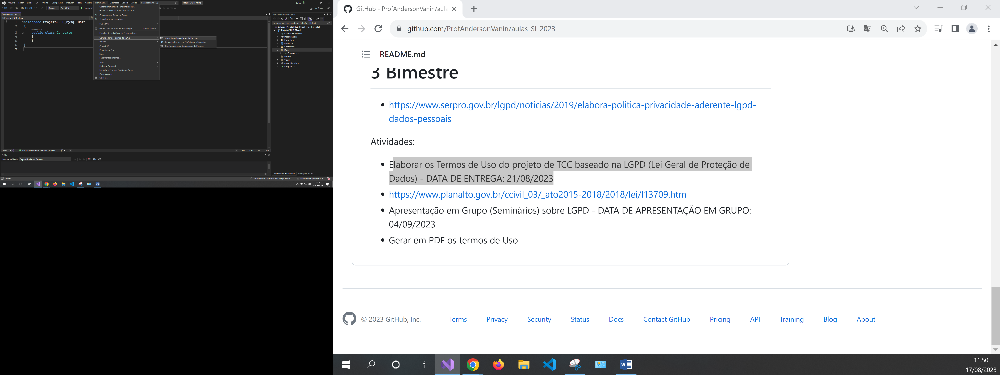 Arquivo Editar Exibir Git Projeto Compilação Depurar Teste Análise Ferramentas Extensões Janela Ajuda Pesquisar (Ctrl+Q) ProjetoCRUD_Mysql Entrar
Debug Any CPU ProjetoCRU Live Share
Contexto.cs
ProjetoCRUD_Mysql
1 namespace ProjetoCRUD_Mysql.Data
2 {
0 referências
3 public class Contexto
4 {
5 }
6 }
7
Obter Ferramentas e Funcionalidades...
Gerenciar a Versão Prévia dos Recursos
Conectar-se a Banco de Dados...
Conectar-se ao Servidor...
SQL Server
Gerenciador de Snippets de Código... Ctrl+K, Ctrl+B
Escolher itens da Caixa de Ferramentas...
Gerenciador de Pacotes do NuGet
Python
Criar GUID
Pesquisa de Erro
Spy++
Ferramentas externas...
Tema
Linha de Comando
Importar e Exportar Configurações...
Personalizar...
Opções...
Console do Gerenciador de Pacotes
Gerenciar Pacotes do NuGet para a Solução...
Configurações do Gerenciador de Pacotes
Gerenciador de Soluções
Pesquisar em Gerenciador de Soluções (Ctrl+ç)
Solução 'ProjetoCRUD_Mysql' (1 de 1 projeto)
ProjetoCRUD_Mysql
Connected Services
Dependências
Properties
wwwroot
Controllers
Data
C# Contexto.cs
Models
Views
appsettings.json
C# Program.cs
100 % Não foi encontrado nenhum problema Ln: 7 Car: 1 SPC CRLF
Saída
Mostrar saída de: Dependências de Serviço
Gerenciador de Soluções Alterações do Git
Pronto Adicionar ao Controle do Código-Fonte Selecionar Repositório
11:50
17/08/2023
GitHub - ProfAndersonVanin/aula
github.com/ProfAndersonVanin/aulas_SI_2023
README.md
3 Bimestre
https://www.serpro.gov.br/lgpd/noticias/2019/elabora-politica-privacidade-aderente-lgpd-
dados-pessoais
Atividades:
Elaborar os Termos de Uso do projeto de TCC baseado na LGPD (Lei Geral de Proteção de
Dados) - DATA DE ENTREGA: 21/08/2023
https://www.planalto.gov.br/ccivil_03/_ato2015-2018/2018/lei/l13709.htm
Apresentação em Grupo (Seminários) sobre LGPD - DATA DE APRESENTAÇÃO EM GRUPO:
04/09/2023
Gerar em PDF os termos de Uso
© 2023 GitHub, Inc. Terms Privacy Security Status Docs Contact GitHub Pricing API Training Blog About
11:50
17/08/2023